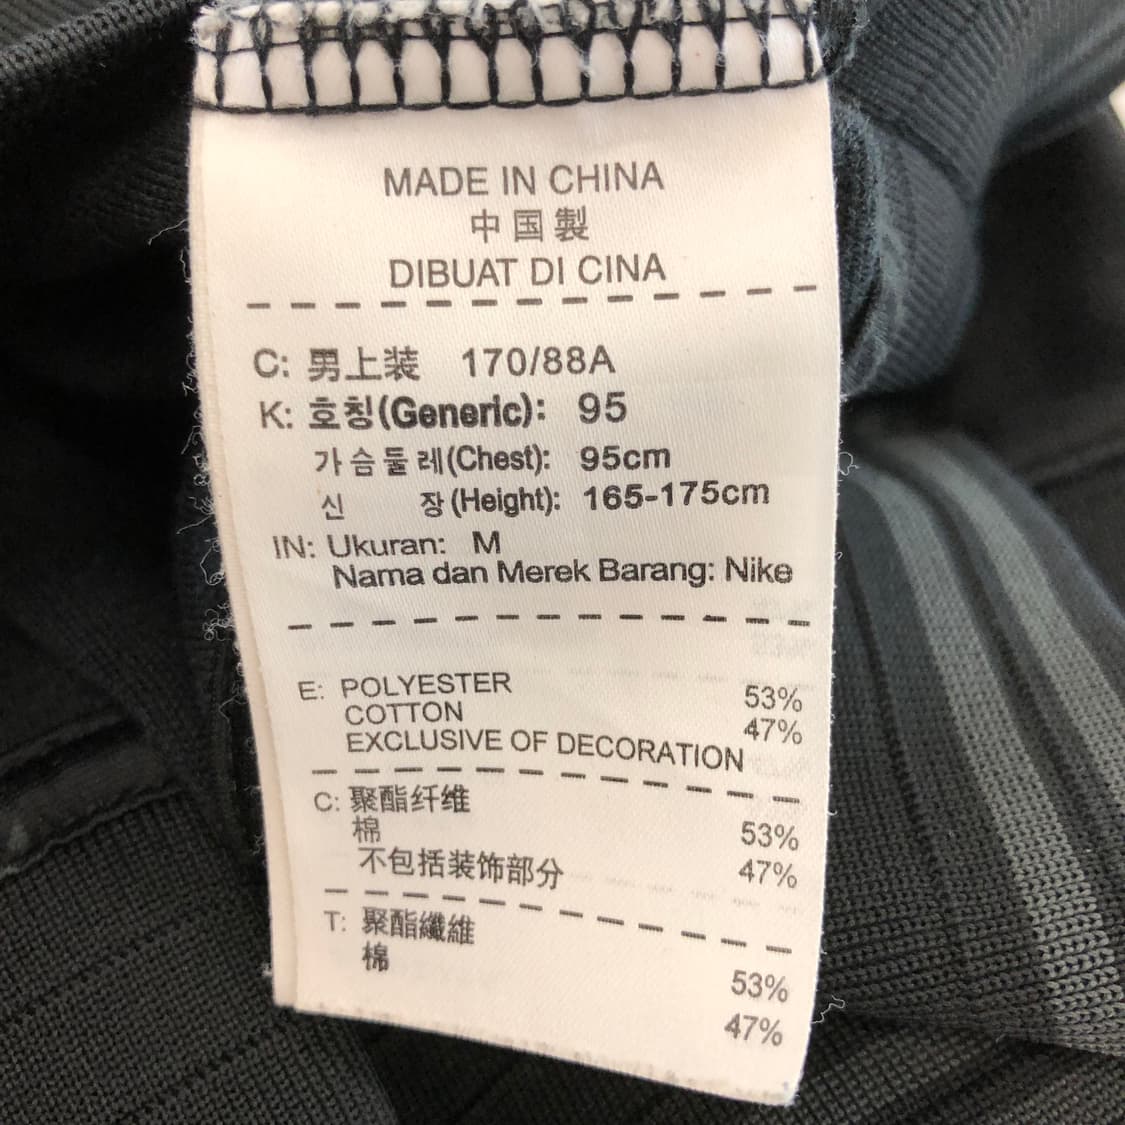 MADE IN CHINA
中国製
DIBUAT DI CINA
C: 男上装 170/88A
K: 호칭(Generic): 95
가슴둘레(Chest): 95cm
신 장(Height): 165-175cm
IN: Ukuran: M
Nama dan Merek Barang: Nike
E: POLYESTER 53%
COTTON 47%
EXCLUSIVE OF DECORATION
C: 聚酯纤维 53%
棉 47%
不包括装饰部分
T: 聚酯纖維 53%
棉 47%